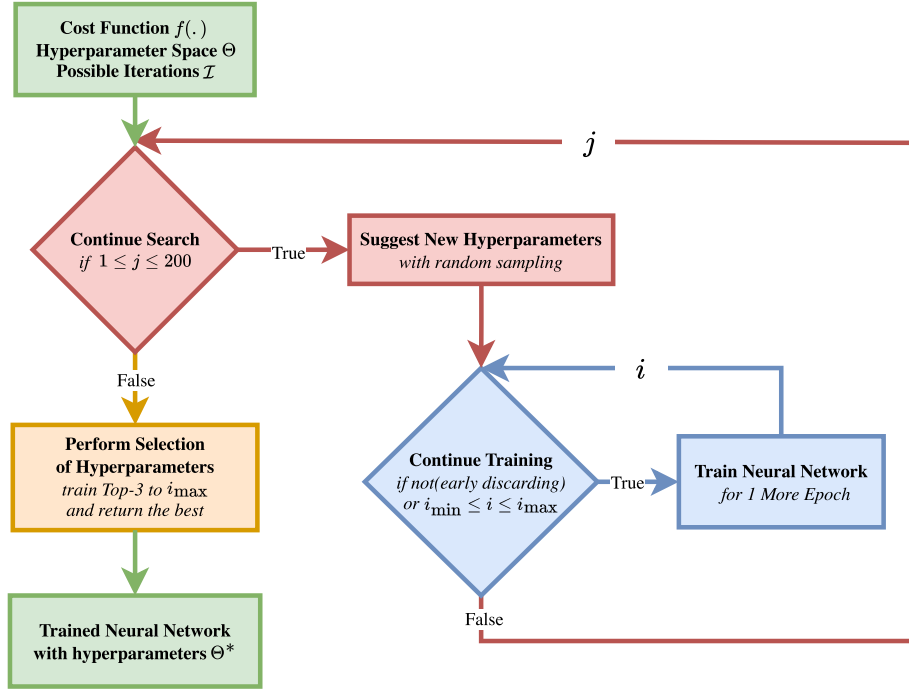 Cost Function f(.)
Hyperparameter Space Θ
Possible Iterations ℐ
j
Continue Search
if 1 ≤ j ≤ 200
True
Suggest New Hyperparameters
with random sampling
False
i
Perform Selection
of Hyperparameters
train Top-3 to i_max
and return the best
Continue Training
if not(early discarding)
or i_min ≤ i ≤ i_max
True
Train Neural Network
for 1 More Epoch
False
Trained Neural Network
with hyperparameters Θ*